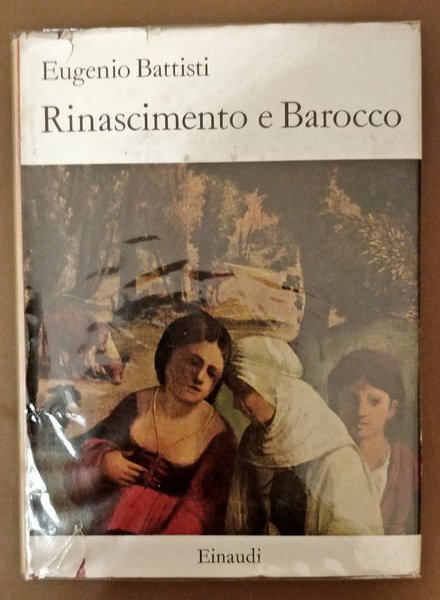 Eugenio Battisti
Rinascimento e Barocco
Einaudi